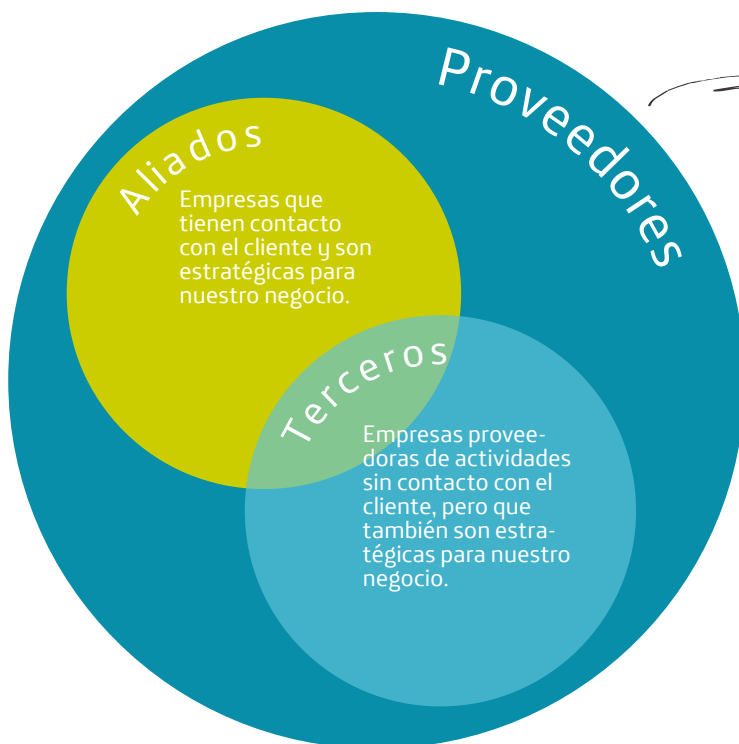 Proveedores
Aliados
Empresas que
tienen contacto
con el cliente y son
estratégicas para
nuestro negocio.
Terceros
Empresas provee-
doras de actividades
sin contacto con el
cliente, pero que
también son estra-
tégicas para nuestro
negocio.